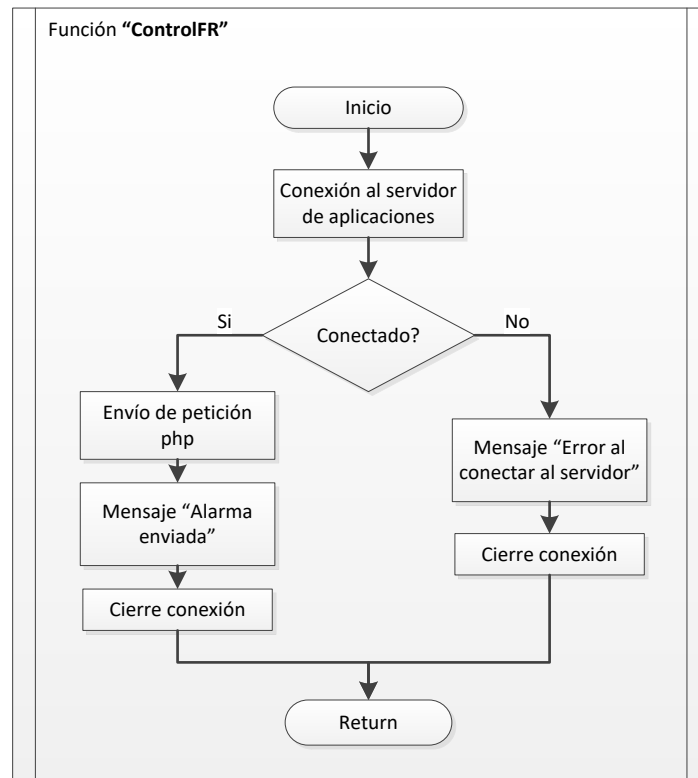 Función "ControlFR"
Inicio
Conexión al servidor
de aplicaciones
Conectado?
Si
No
Envío de petición
php
Mensaje “Alarma
enviada”
Cierre conexión
Mensaje “Error al
conectar al servidor”
Cierre conexión
Return